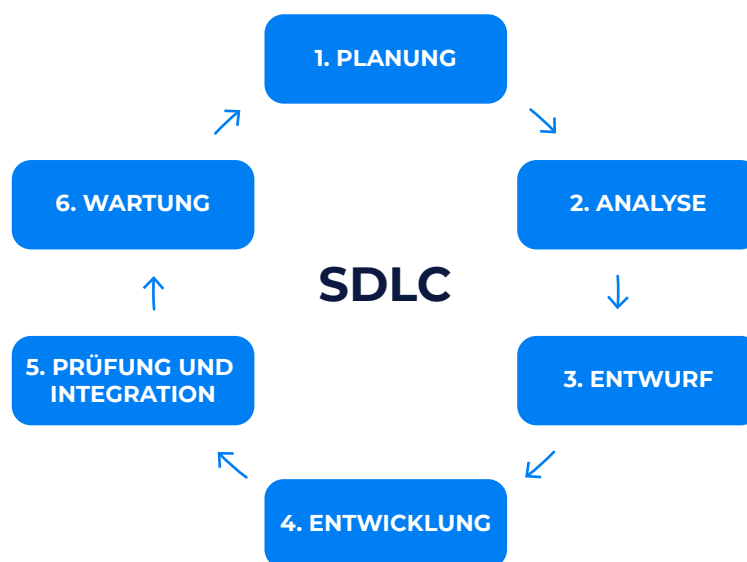 1. PLANUNG
2. ANALYSE
3. ENTWURF
4. ENTWICKLUNG
5. PRÜFUNG UND
INTEGRATION
6. WARTUNG
SDLC